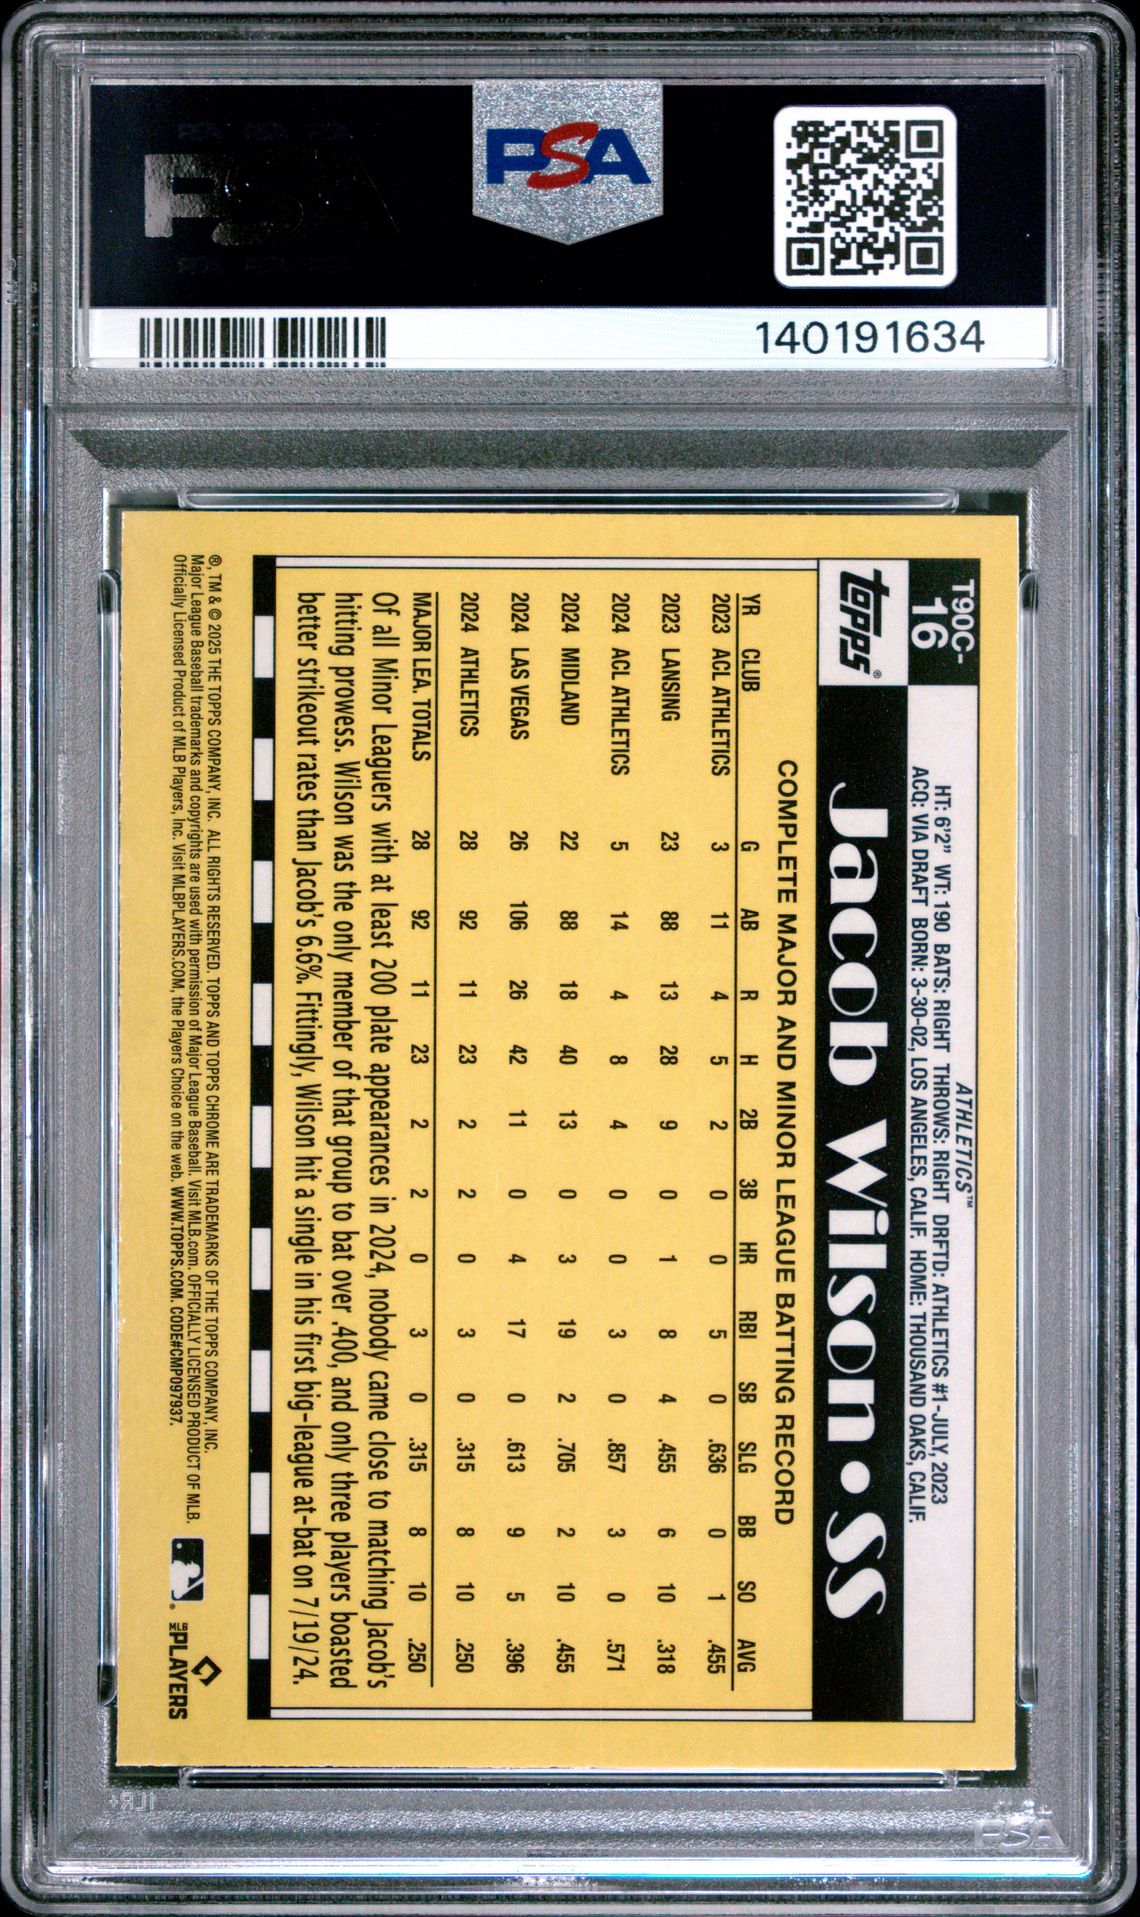 PSA
140191634
T90C-
16
ATHLETICS™
HT: 6'2" WT: 190 BATS: RIGHT THROWS: RIGHT DRFTD: ATHLETICS #1-JULY, 2023
ACQ: VIA DRAFT BORN: 3-30-02, LOS ANGELES, CALIF. HOME: THOUSAND OAKS, CALIF.
topps®
Jacob Wilson • SS
COMPLETE MAJOR AND MINOR LEAGUE BATTING RECORD
YR CLUB G AB R H 2B 3B HR RBI SB SLG BB SO AVG
2023 ACL ATHLETICS 3 11 4 5 2 0 0 5 0 .636 0 1 .455
2023 LANSING 23 88 13 28 9 0 1 8 4 .455 6 10 .318
2024 ACL ATHLETICS 5 14 4 8 4 0 0 3 0 .857 3 0 .571
2024 MIDLAND 22 88 18 40 13 0 3 19 2 .705 2 10 .455
2024 LAS VEGAS 26 106 26 42 11 0 4 17 0 .613 9 5 .396
2024 ATHLETICS 28 92 11 23 2 2 0 3 0 .315 8 10 .250
MAJOR LEA. TOTALS 28 92 11 23 2 2 0 3 0 .315 8 10 .250
Of all Minor Leaguers with at least 200 plate appearances in 2024, nobody came close to matching Jacob's
hitting prowess. Wilson was the only member of that group to bat over .400, and only three players boasted
better strikeout rates than Jacob's 6.6%. Fittingly, Wilson hit a single in his first big-league at-bat on 7/19/24.
®, TM & © 2025 THE TOPPS COMPANY, INC. ALL RIGHTS RESERVED. TOPPS AND TOPPS CHROME ARE TRADEMARKS OF THE TOPPS COMPANY, INC.
Major League Baseball trademarks and copyrights are used with permission of Major League Baseball. Visit MLB.com. OFFICIALLY LICENSED PRODUCT OF MLB.
Officially Licensed Product of MLB Players, Inc. Visit MLBPLAYERS.COM, the Players Choice on the web. WWW.TOPPS.COM. CODE#CMP097937.
MLB PLAYERS
PSA